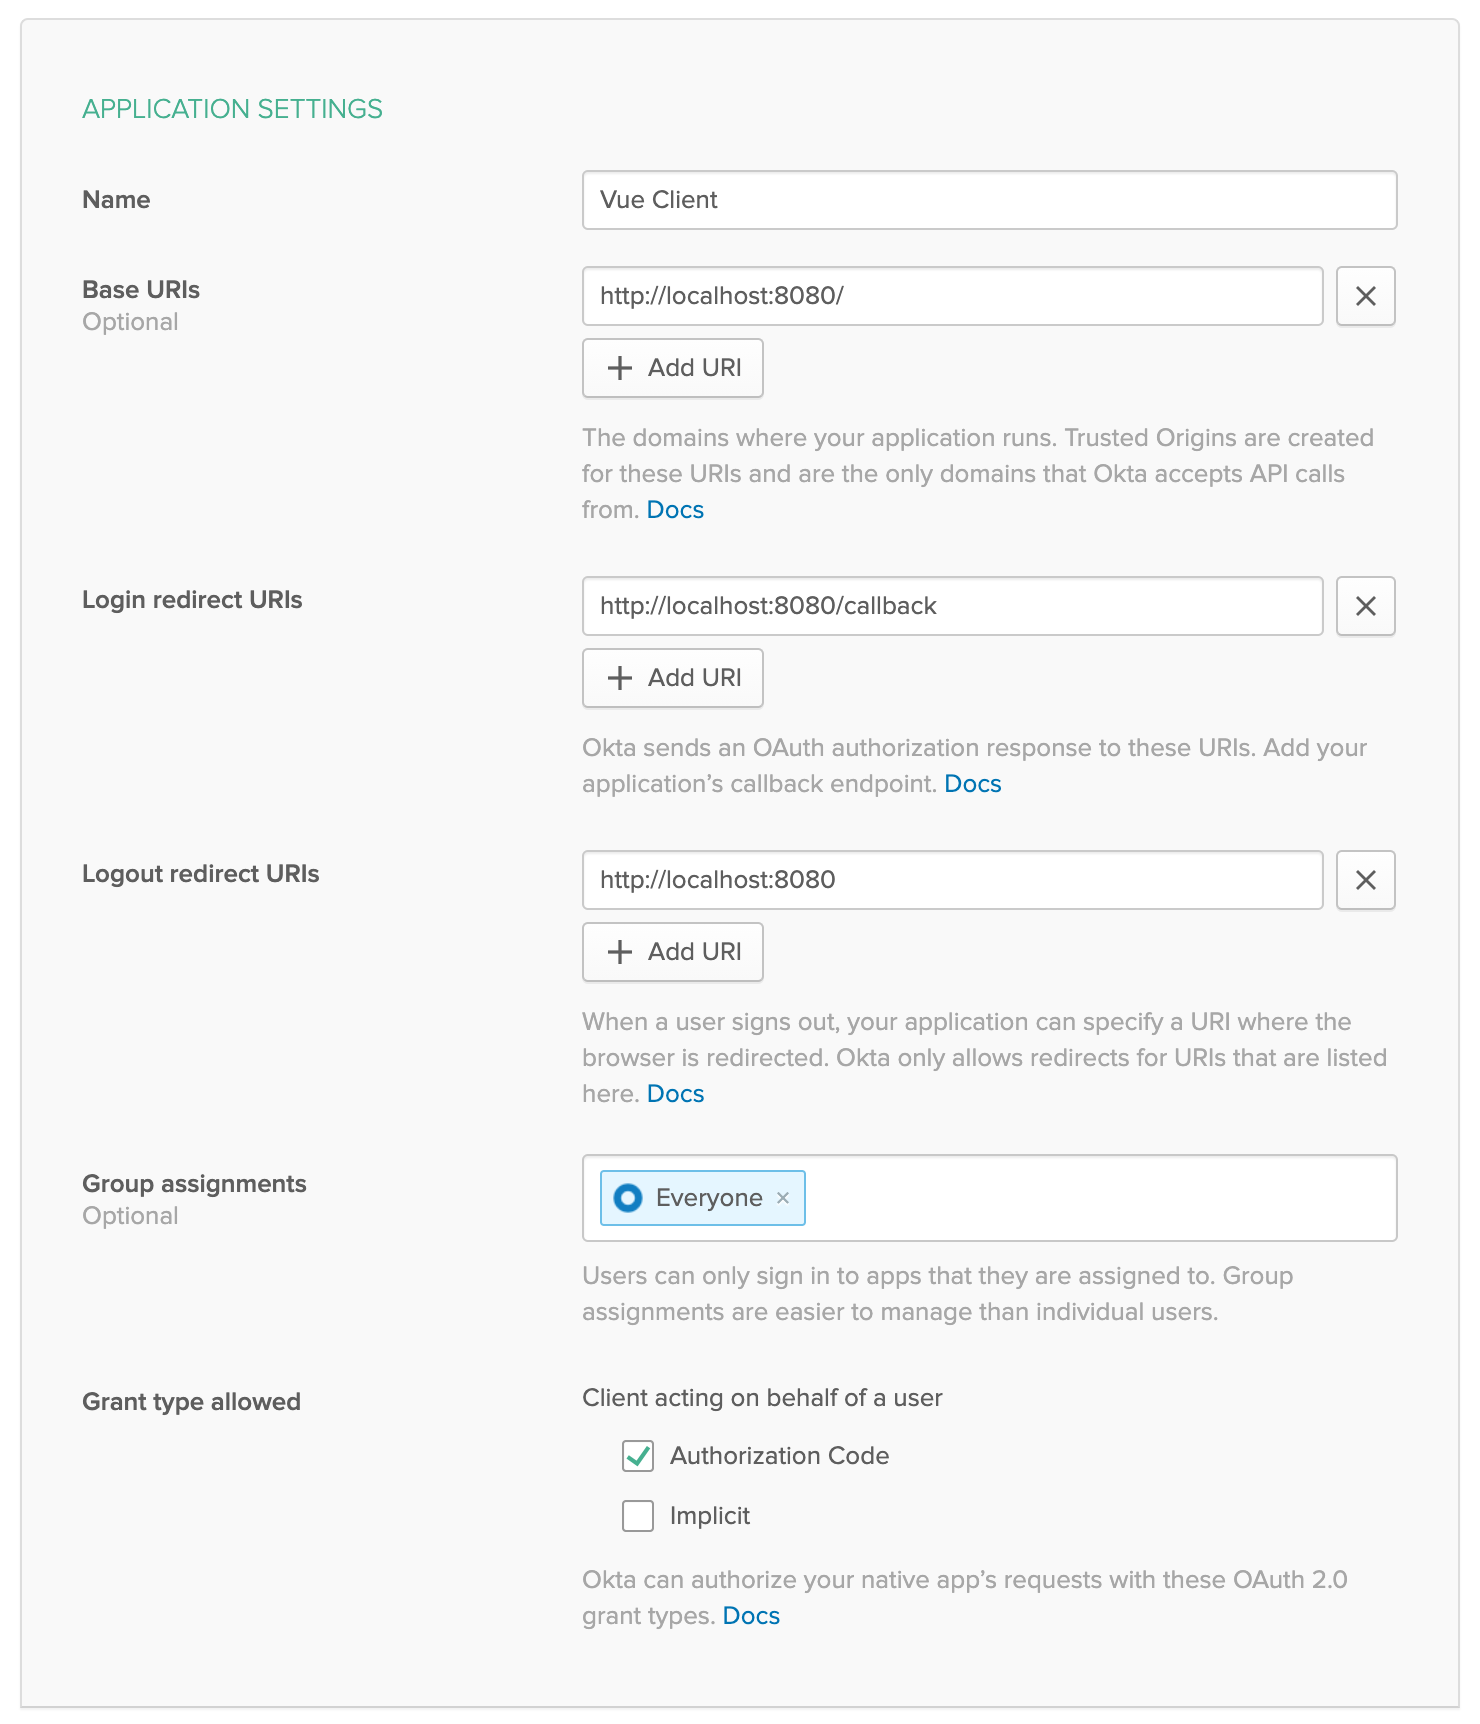 APPLICATION SETTINGS
Name
Vue Client
Base URIs
Optional
http://localhost:8080/
Add URI
The domains where your application runs. Trusted Origins are created
for these URIs and are the only domains that Okta accepts API calls
from. Docs
Login redirect URIs
http://localhost:8080/callback
Add URI
Okta sends an OAuth authorization response to these URIs. Add your
application’s callback endpoint. Docs
Logout redirect URIs
http://localhost:8080
Add URI
When a user signs out, your application can specify a URI where the
browser is redirected. Okta only allows redirects for URIs that are listed
here. Docs
Group assignments
Optional
Everyone
Users can only sign in to apps that they are assigned to. Group
assignments are easier to manage than individual users.
Grant type allowed
Client acting on behalf of a user
Authorization Code
Implicit
Okta can authorize your native app’s requests with these OAuth 2.0
grant types. Docs